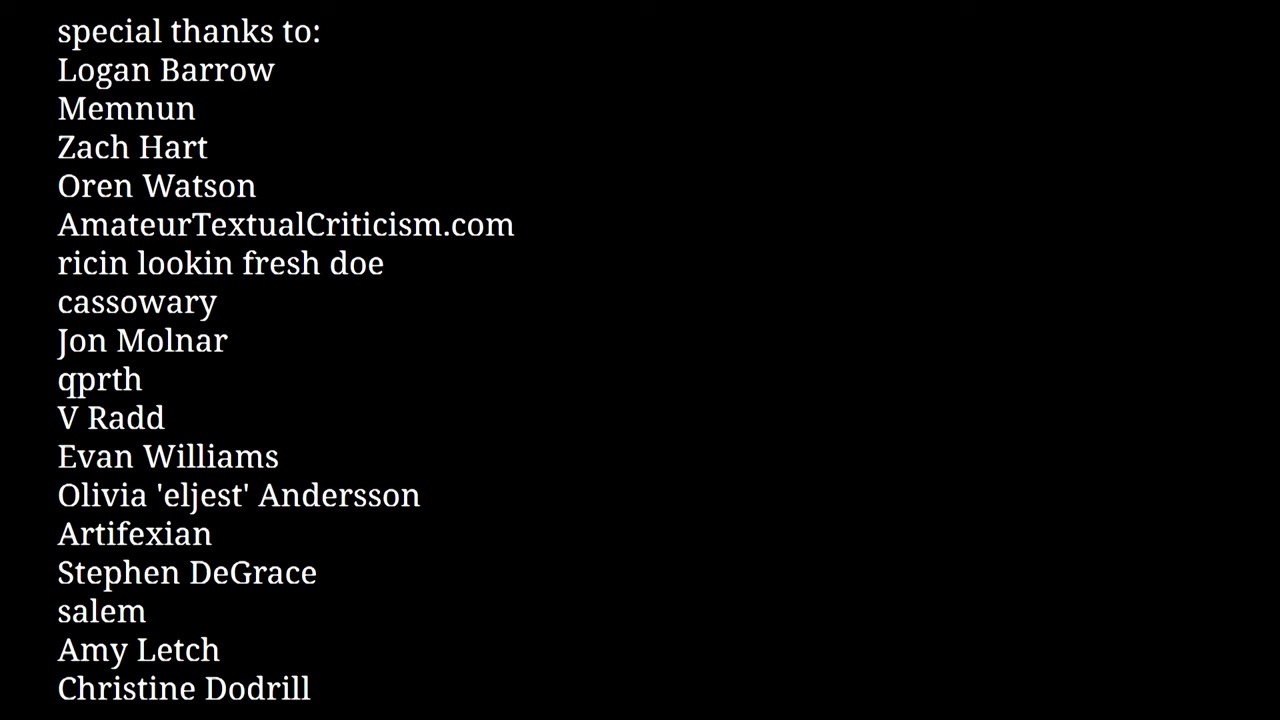 special thanks to:
Logan Barrow
Memnun
Zach Hart
Oren Watson
AmateurTextualCriticism.com
ricin lookin fresh doe
cassowary
Jon Molnar
qprth
V Radd
Evan Williams
Olivia 'eljest' Andersson
Artifexian
Stephen DeGrace
salem
Amy Letch
Christine Dodrill